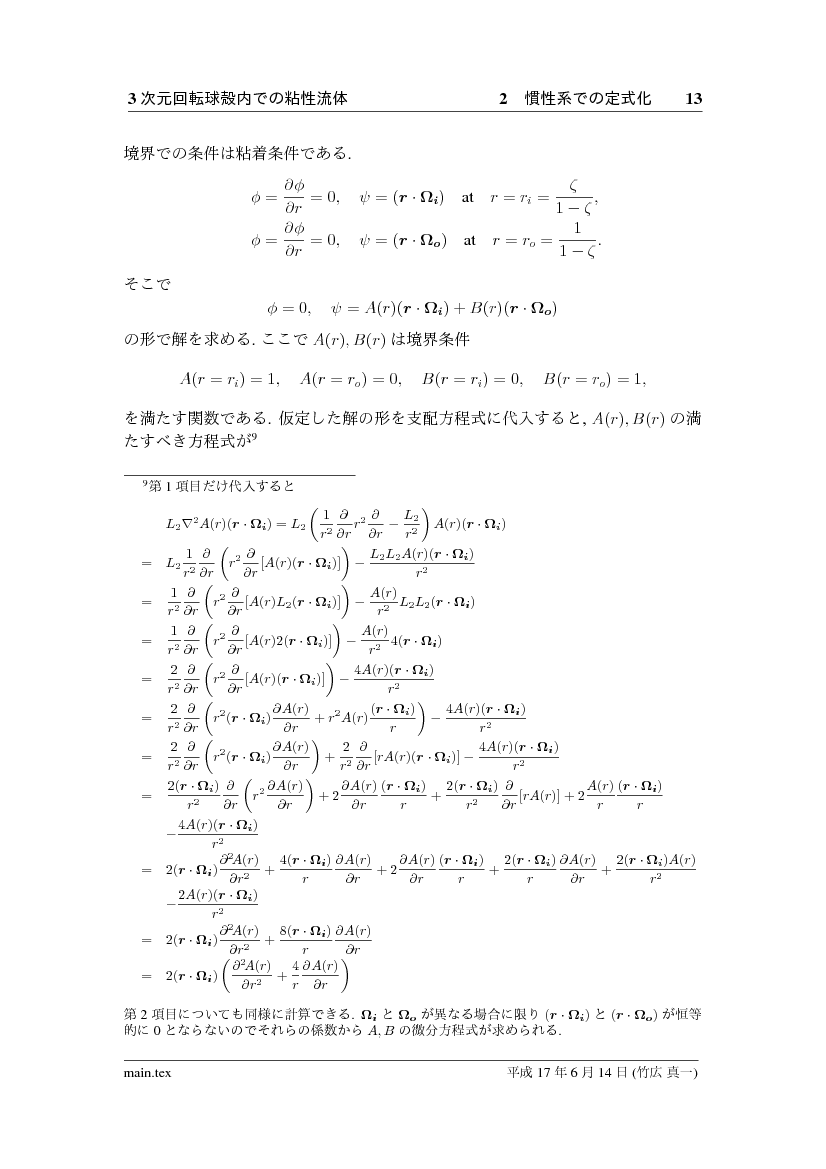 3 次元回転球殻内での粘性流体 2 慣性系での定式化 13
境界での条件は粘着条件である.
$\phi = \frac{\partial \phi}{\partial r} = 0, \quad \psi = (\boldsymbol{r} \cdot \boldsymbol{\Omega_i}) \quad \text{at} \quad r = r_i = \frac{\zeta}{1-\zeta},$
$\phi = \frac{\partial \phi}{\partial r} = 0, \quad \psi = (\boldsymbol{r} \cdot \boldsymbol{\Omega_o}) \quad \text{at} \quad r = r_o = \frac{1}{1-\zeta}.$
そこで
$\phi = 0, \quad \psi = A(r)(\boldsymbol{r} \cdot \boldsymbol{\Omega_i}) + B(r)(\boldsymbol{r} \cdot \boldsymbol{\Omega_o})$
の形で解を求める. ここで $A(r), B(r)$ は境界条件
$A(r = r_i) = 1, \quad A(r = r_o) = 0, \quad B(r = r_i) = 0, \quad B(r = r_o) = 1,$
を満たす関数である. 仮定した解の形を支配方程式に代入すると, $A(r), B(r)$ の満
たすべき方程式が$^9$
$^9$第 1 項目だけ代入すると
$L_2 \nabla^2 A(r)(\boldsymbol{r} \cdot \boldsymbol{\Omega_i}) = L_2 \left( \frac{1}{r^2} \frac{\partial}{\partial r} r^2 \frac{\partial}{\partial r} - \frac{L_2}{r^2} \right) A(r)(\boldsymbol{r} \cdot \boldsymbol{\Omega_i})$
$= L_2 \frac{1}{r^2} \frac{\partial}{\partial r} \left( r^2 \frac{\partial}{\partial r} [A(r)(\boldsymbol{r} \cdot \boldsymbol{\Omega_i})] \right) - \frac{L_2 L_2 A(r)(\boldsymbol{r} \cdot \boldsymbol{\Omega_i})}{r^2}$
$= \frac{1}{r^2} \frac{\partial}{\partial r} \left( r^2 \frac{\partial}{\partial r} [A(r) L_2 (\boldsymbol{r} \cdot \boldsymbol{\Omega_i})] \right) - \frac{A(r)}{r^2} L_2 L_2 (\boldsymbol{r} \cdot \boldsymbol{\Omega_i})$
$= \frac{1}{r^2} \frac{\partial}{\partial r} \left( r^2 \frac{\partial}{\partial r} [A(r) 2 (\boldsymbol{r} \cdot \boldsymbol{\Omega_i})] \right) - \frac{A(r)}{r^2} 4 (\boldsymbol{r} \cdot \boldsymbol{\Omega_i})$
$= \frac{2}{r^2} \frac{\partial}{\partial r} \left( r^2 \frac{\partial}{\partial r} [A(r)(\boldsymbol{r} \cdot \boldsymbol{\Omega_i})] \right) - \frac{4A(r)(\boldsymbol{r} \cdot \boldsymbol{\Omega_i})}{r^2}$
$= \frac{2}{r^2} \frac{\partial}{\partial r} \left( r^2 (\boldsymbol{r} \cdot \boldsymbol{\Omega_i}) \frac{\partial A(r)}{\partial r} + r^2 A(r) \frac{(\boldsymbol{r} \cdot \boldsymbol{\Omega_i})}{r} \right) - \frac{4A(r)(\boldsymbol{r} \cdot \boldsymbol{\Omega_i})}{r^2}$
$= \frac{2}{r^2} \frac{\partial}{\partial r} \left( r^2 (\boldsymbol{r} \cdot \boldsymbol{\Omega_i}) \frac{\partial A(r)}{\partial r} \right) + \frac{2}{r^2} \frac{\partial}{\partial r} [rA(r)(\boldsymbol{r} \cdot \boldsymbol{\Omega_i})] - \frac{4A(r)(\boldsymbol{r} \cdot \boldsymbol{\Omega_i})}{r^2}$
$= \frac{2(\boldsymbol{r} \cdot \boldsymbol{\Omega_i})}{r^2} \frac{\partial}{\partial r} \left( r^2 \frac{\partial A(r)}{\partial r} \right) + 2 \frac{\partial A(r)}{\partial r} \frac{(\boldsymbol{r} \cdot \boldsymbol{\Omega_i})}{r} + \frac{2(\boldsymbol{r} \cdot \boldsymbol{\Omega_i})}{r^2} \frac{\partial}{\partial r} [rA(r)] + 2 \frac{A(r)}{r} \frac{(\boldsymbol{r} \cdot \boldsymbol{\Omega_i})}{r}$
$- \frac{4A(r)(\boldsymbol{r} \cdot \boldsymbol{\Omega_i})}{r^2}$
$= 2(\boldsymbol{r} \cdot \boldsymbol{\Omega_i}) \frac{\partial^2 A(r)}{\partial r^2} + \frac{4(\boldsymbol{r} \cdot \boldsymbol{\Omega_i})}{r} \frac{\partial A(r)}{\partial r} + 2 \frac{\partial A(r)}{\partial r} \frac{(\boldsymbol{r} \cdot \boldsymbol{\Omega_i})}{r} + \frac{2(\boldsymbol{r} \cdot \boldsymbol{\Omega_i})}{r} \frac{\partial A(r)}{\partial r} + \frac{2(\boldsymbol{r} \cdot \boldsymbol{\Omega_i})A(r)}{r^2}$
$- \frac{2A(r)(\boldsymbol{r} \cdot \boldsymbol{\Omega_i})}{r^2}$
$= 2(\boldsymbol{r} \cdot \boldsymbol{\Omega_i}) \frac{\partial^2 A(r)}{\partial r^2} + \frac{8(\boldsymbol{r} \cdot \boldsymbol{\Omega_i})}{r} \frac{\partial A(r)}{\partial r}$
$= 2(\boldsymbol{r} \cdot \boldsymbol{\Omega_i}) \left( \frac{\partial^2 A(r)}{\partial r^2} + \frac{4}{r} \frac{\partial A(r)}{\partial r} \right)$
第 2 項目についても同様に計算できる. $\boldsymbol{\Omega_i}$ と $\boldsymbol{\Omega_o}$ が異なる場合に限り $(\boldsymbol{r} \cdot \boldsymbol{\Omega_i})$ と $(\boldsymbol{r} \cdot \boldsymbol{\Omega_o})$ が恒等
的に 0 とならないのでそれらの係数から $A, B$ の微分方程式が求められる.
main.tex 平成 17 年 6 月 14 日 (竹広 真一)